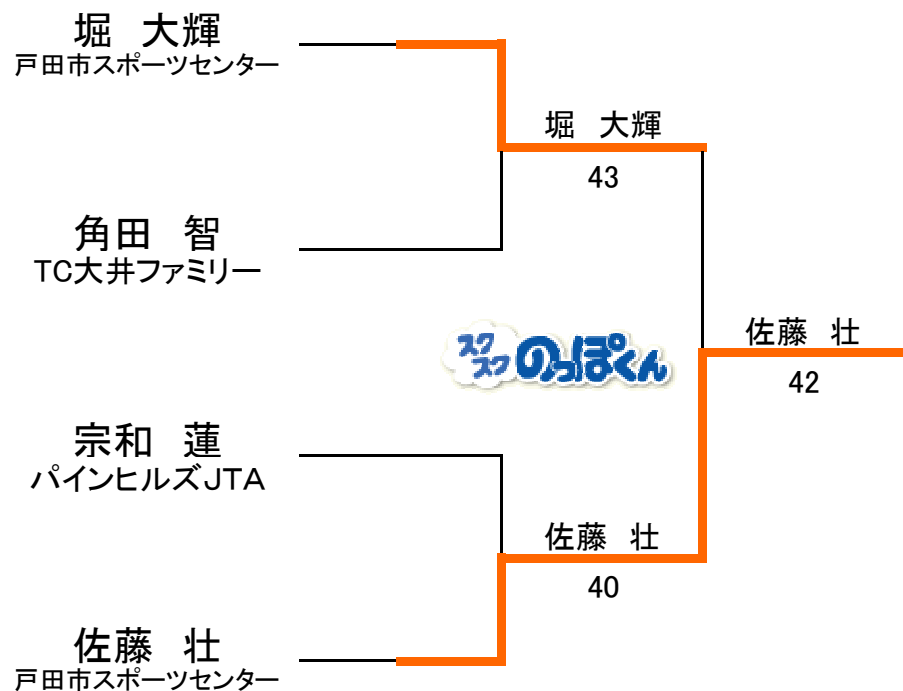 堀　大輝
戸田市スポーツセンター
堀　大輝
43
角田　智
TC大井ファミリー
スクスク のっぽくん
佐藤　壮
42
宗和　蓮
パインヒルズJTA
佐藤　壮
40
佐藤　壮
戸田市スポーツセンター